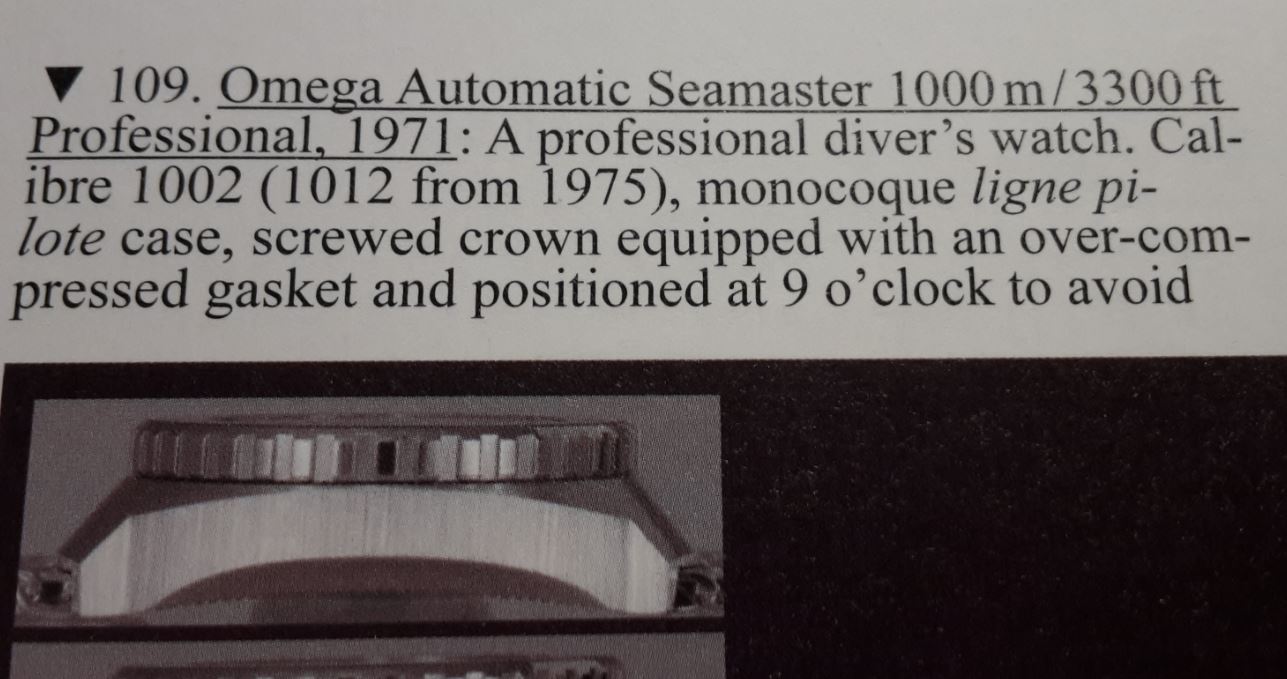 ▼ 109. Omega Automatic Seamaster 1000 m/3300 ft
Professional, 1971: A professional diver's watch. Cal-
ibre 1002 (1012 from 1975), monocoque ligne pi-
lote case, screwed crown equipped with an over-com-
pressed gasket and positioned at 9 o'clock to avoid